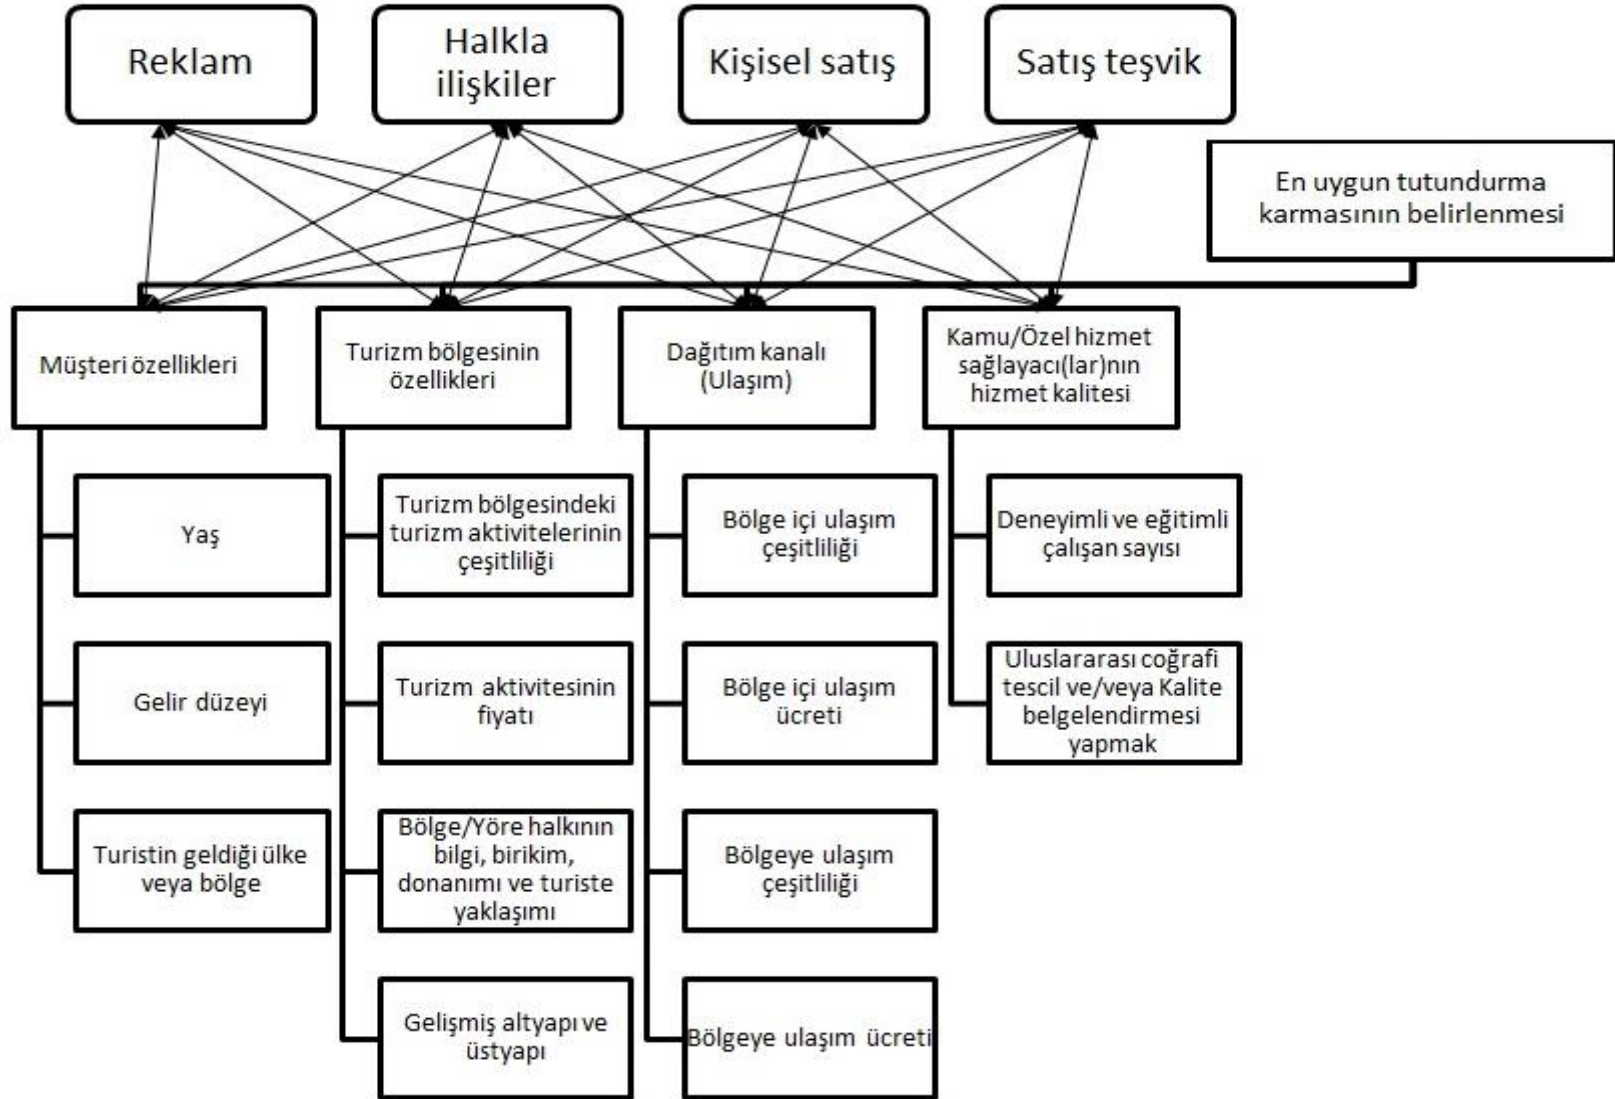 Reklam
Halkla
ilişkiler
Kişisel satış
Satış teşvik
En uygun tutundurma
karmasının belirlenmesi
Müşteri özellikleri
Turizm bölgesinin
özellikleri
Dağıtım kanalı
(Ulaşım)
Kamu/Özel hizmet
sağlayacı(lar)nın
hizmet kalitesi
Yaş
Turizm bölgesindeki
turizm aktivitelerinin
çeşitliliği
Bölge içi ulaşım
çeşitliliği
Deneyimli ve eğitimli
çalışan sayısı
Gelir düzeyi
Turizm aktivitesinin
fiyatı
Bölge içi ulaşım
ücreti
Uluslararası coğrafi
tescil ve/veya Kalite
belgelendirmesi
yapmak
Turistin geldiği ülke
veya bölge
Bölge/Yöre halkının
bilgi, birikim,
donanımı ve turiste
yaklaşımı
Bölgeye ulaşım
çeşitliliği
Gelişmiş altyapı ve
üstyapı
Bölgeye ulaşım ücreti